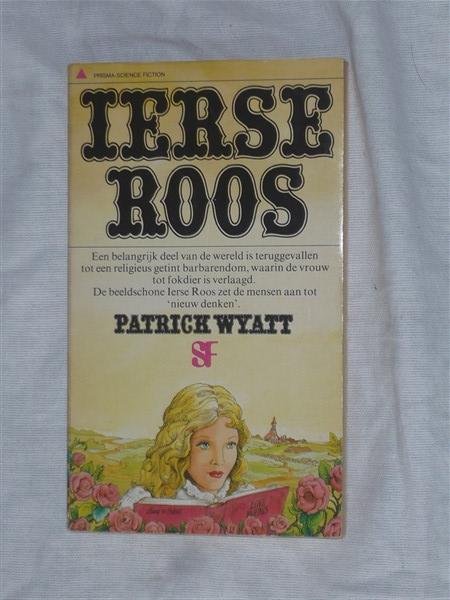 PRISMA-SCIENCE FICTION
IERSE
ROOS
Een belangrijk deel van de wereld is teruggevallen
tot een religieus getint barbarendom, waarin de vrouw
tot fokdier is verlaagd.
De beeldschone Ierse Roos zet de mensen aan tot
‘nieuw denken’.
PATRICK WYATT
SF